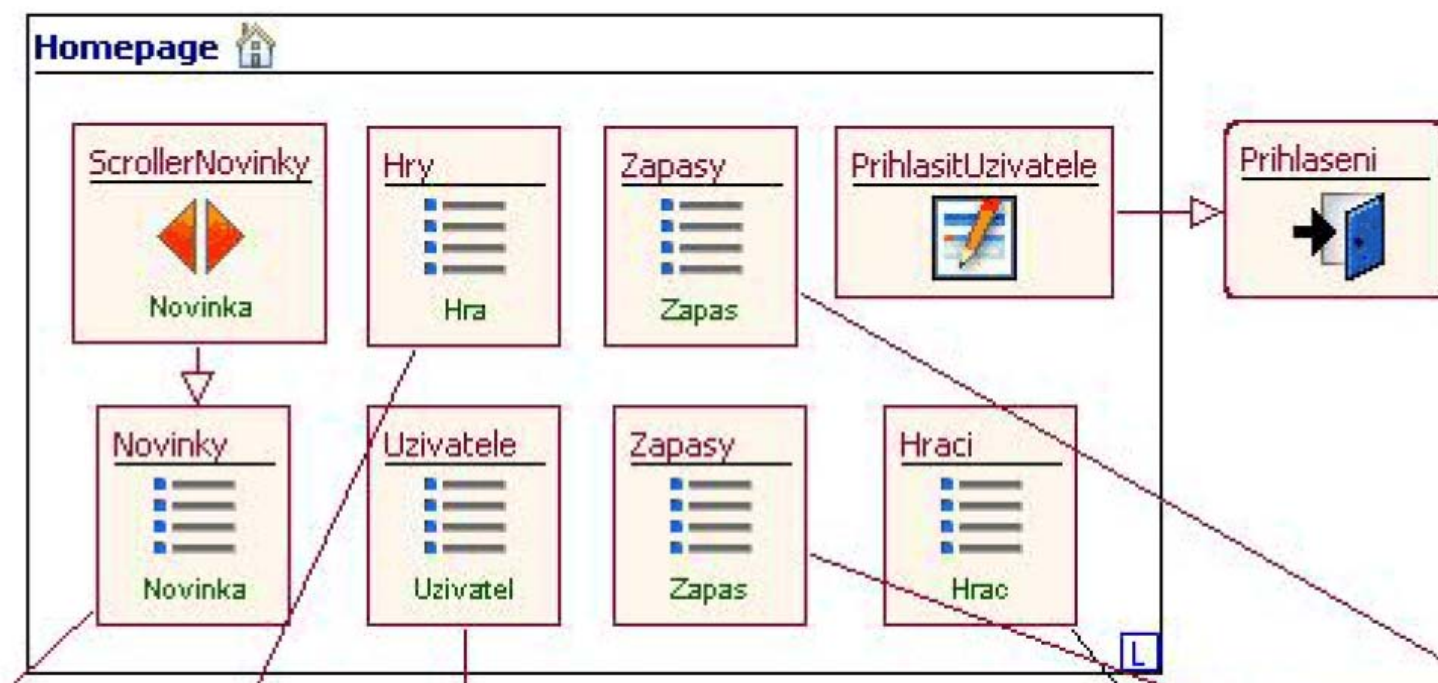 Homepage
ScrollerNovinky
Novinka
Hry
Hra
Zapasy
Zapas
PrihlasitUzivatele
Prihlaseni
Novinky
Novinka
Uzivatele
Uzivatel
Zapasy
Zapas
Hraci
Hrac
L